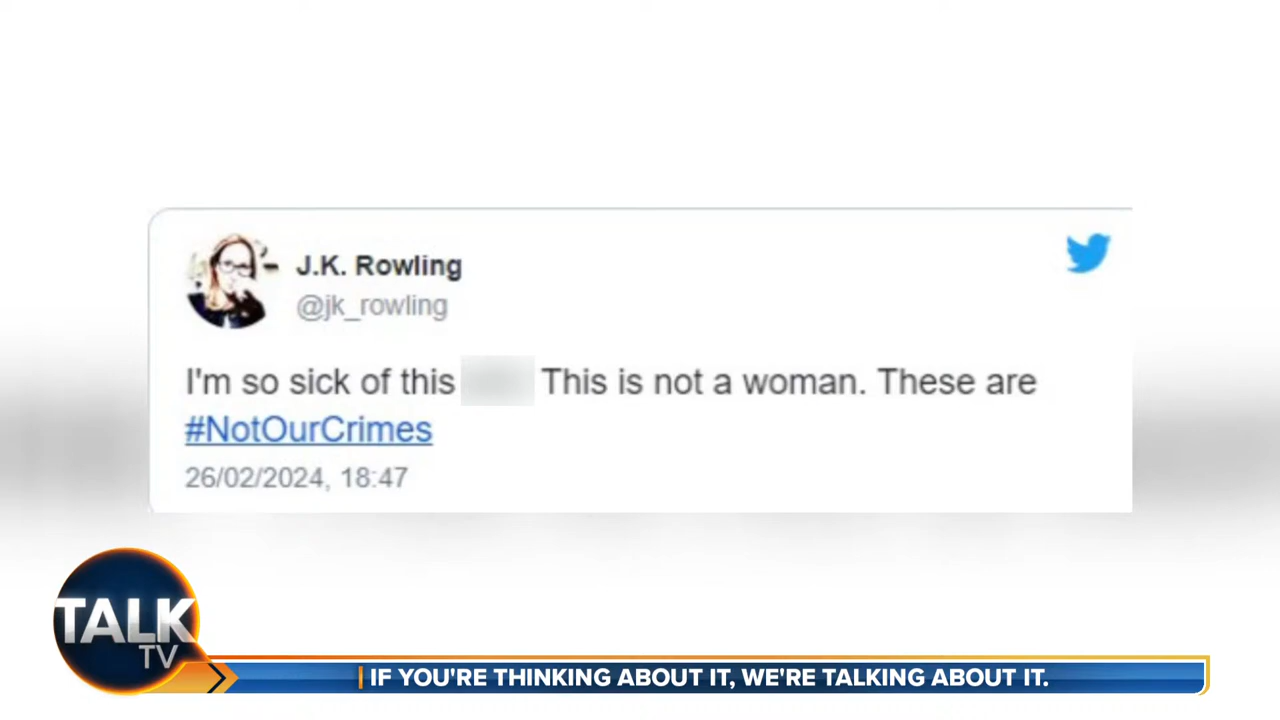 J.K. Rowling
@jk_rowling
I'm so sick of this This is not a woman. These are
#NotOurCrimes
26/02/2024, 18:47
TALK
TV
IF YOU'RE THINKING ABOUT IT, WE'RE TALKING ABOUT IT.